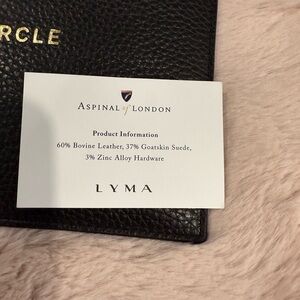 RCLE
ASPINAL of LONDON
Product Information
60% Bovine Leather, 37% Goatskin Suede,
3% Zinc Alloy Hardware
LYMA